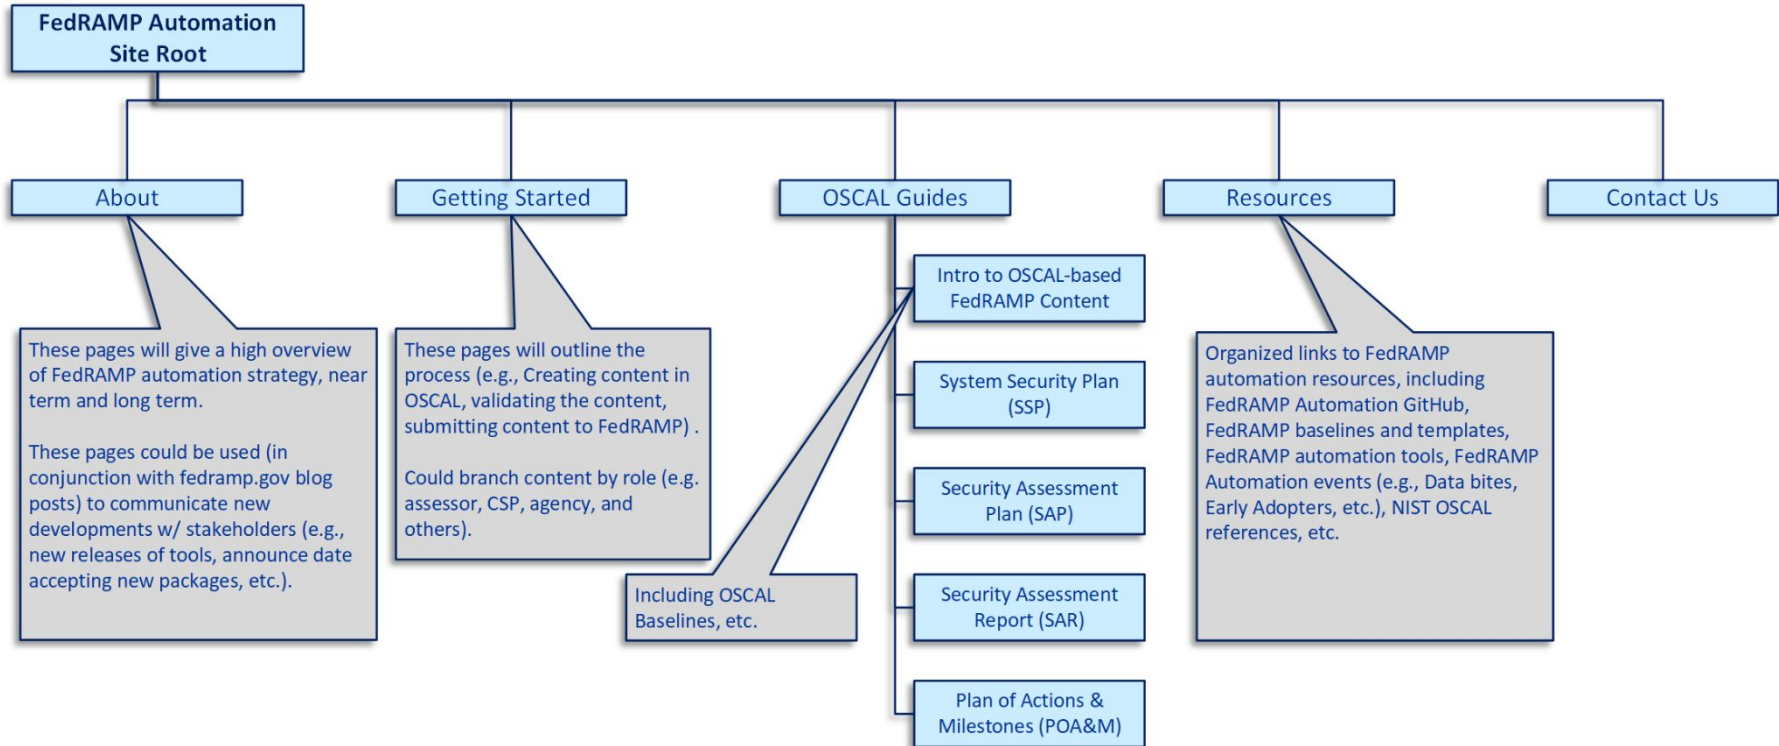 FedRAMP Automation
Site Root
About
Getting Started
OSCAL Guides
Resources
Contact Us
These pages will give a high overview
of FedRAMP automation strategy, near
term and long term.
These pages could be used (in
conjunction with fedramp.gov blog
posts) to communicate new
developments w/ stakeholders (e.g.,
new releases of tools, announce date
accepting new packages, etc.).
These pages will outline the
process (e.g., Creating content in
OSCAL, validating the content,
submitting content to FedRAMP) .
Could branch content by role (e.g.
assessor, CSP, agency, and
others).
Intro to OSCAL-based
FedRAMP Content
Including OSCAL
Baselines, etc.
System Security Plan
(SSP)
Security Assessment
Plan (SAP)
Security Assessment
Report (SAR)
Plan of Actions &
Milestones (POA&M)
Organized links to FedRAMP
automation resources, including
FedRAMP Automation GitHub,
FedRAMP baselines and templates,
FedRAMP automation tools, FedRAMP
Automation events (e.g., Data bites,
Early Adopters, etc.), NIST OSCAL
references, etc.